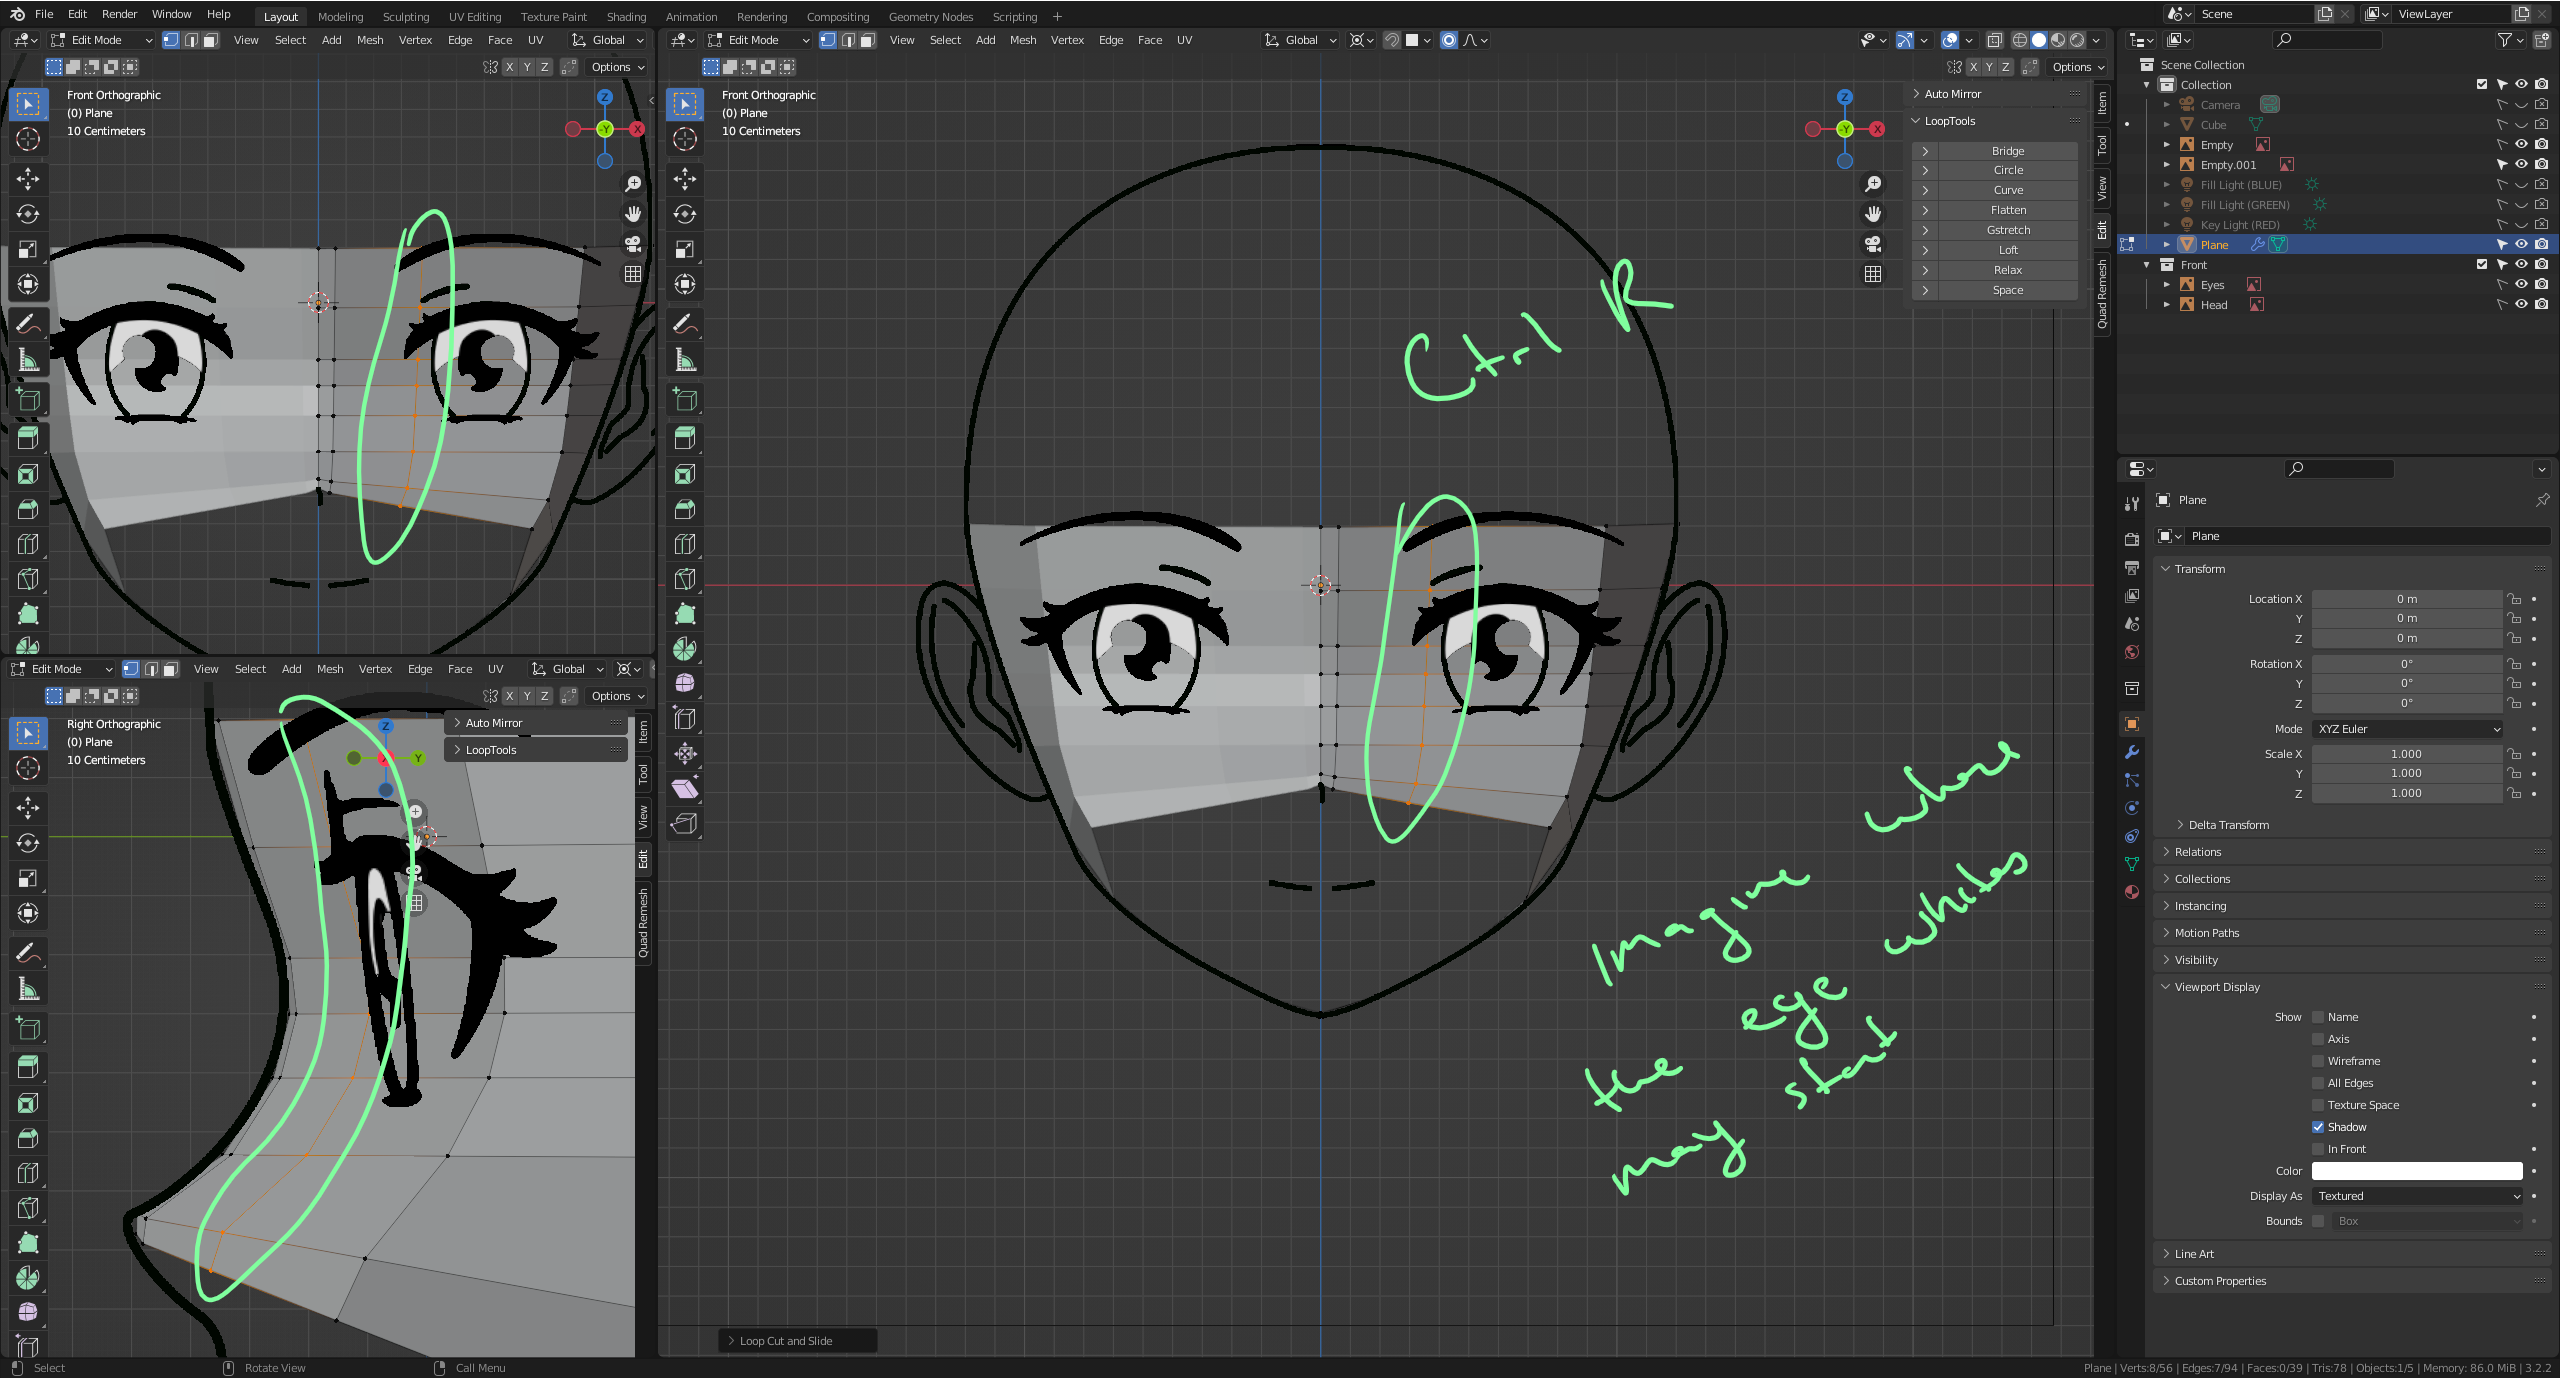 File Edit Render Window Help Layout Modeling Sculpting UV Editing Texture Paint Shading Animation Rendering Compositing Geometry Nodes Scripting + Scene ViewLayer
Edit Mode View Select Add Mesh Vertex Edge Face UV Global
Edit Mode View Select Add Mesh Vertex Edge Face UV Global
X Y Z Options
X Y Z Options
Front Orthographic
(0) Plane
10 Centimeters
Z
-Y
X
Front Orthographic
(0) Plane
10 Centimeters
Z
-Y
X
Auto Mirror
LoopTools
Bridge
Circle
Curve
Flatten
Gstretch
Loft
Relax
Space
Item
Tool
View
Edit
Quad Remesh
Ctrl R
Imagine where
the eye whites
may start
Loop Cut and Slide
Edit Mode View Select Add Mesh Vertex Edge Face UV Global
X Y Z Options
Right Orthographic
(0) Plane
10 Centimeters
Z
Y
Auto Mirror
LoopTools
Item
Tool
View
Edit
Quad Remesh
Scene Collection
Collection
Camera
Cube
Empty
Empty.001
Fill Light (BLUE)
Fill Light (GREEN)
Key Light (RED)
Plane
Front
Eyes
Head
Plane
Plane
Transform
Location X 0 m
Y 0 m
Z 0 m
Rotation X 0°
Y 0°
Z 0°
Mode XYZ Euler
Scale X 1.000
Y 1.000
Z 1.000
Delta Transform
Relations
Collections
Instancing
Motion Paths
Visibility
Viewport Display
Show Name
Axis
Wireframe
All Edges
Texture Space
Shadow
In Front
Color
Display As Textured
Bounds Box
Line Art
Custom Properties
Select Rotate View Call Menu
Plane | Verts:8/56 | Edges:7/94 | Faces:0/39 | Tris:78 | Objects:1/5 | Memory: 86.0 MiB | 3.2.2